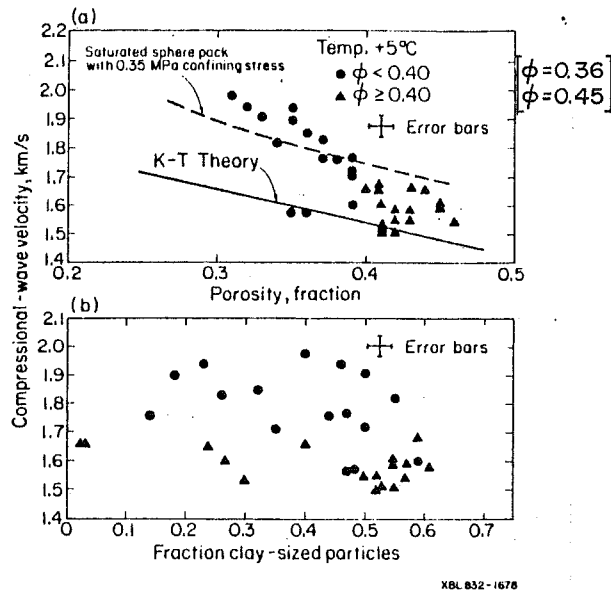 (a)
Temp. +5°C
Saturated sphere pack
with 0.35 MPa confining stress
● ϕ < 0.40
▲ ϕ ≥ 0.40
[ϕ=0.36
ϕ=0.45]
Error bars
K-T Theory
2.2
2.1
2.0
1.9
1.8
1.7
1.6
1.5
1.4
0.2 0.3 0.4 0.5
Porosity, fraction
Compressional-wave velocity, km/s
(b)
Error bars
2.1
2.0
1.9
1.8
1.7
1.6
1.5
1.4
0 0.1 0.2 0.3 0.4 0.5 0.6 0.7
Fraction clay-sized particles
XBL 832-1678